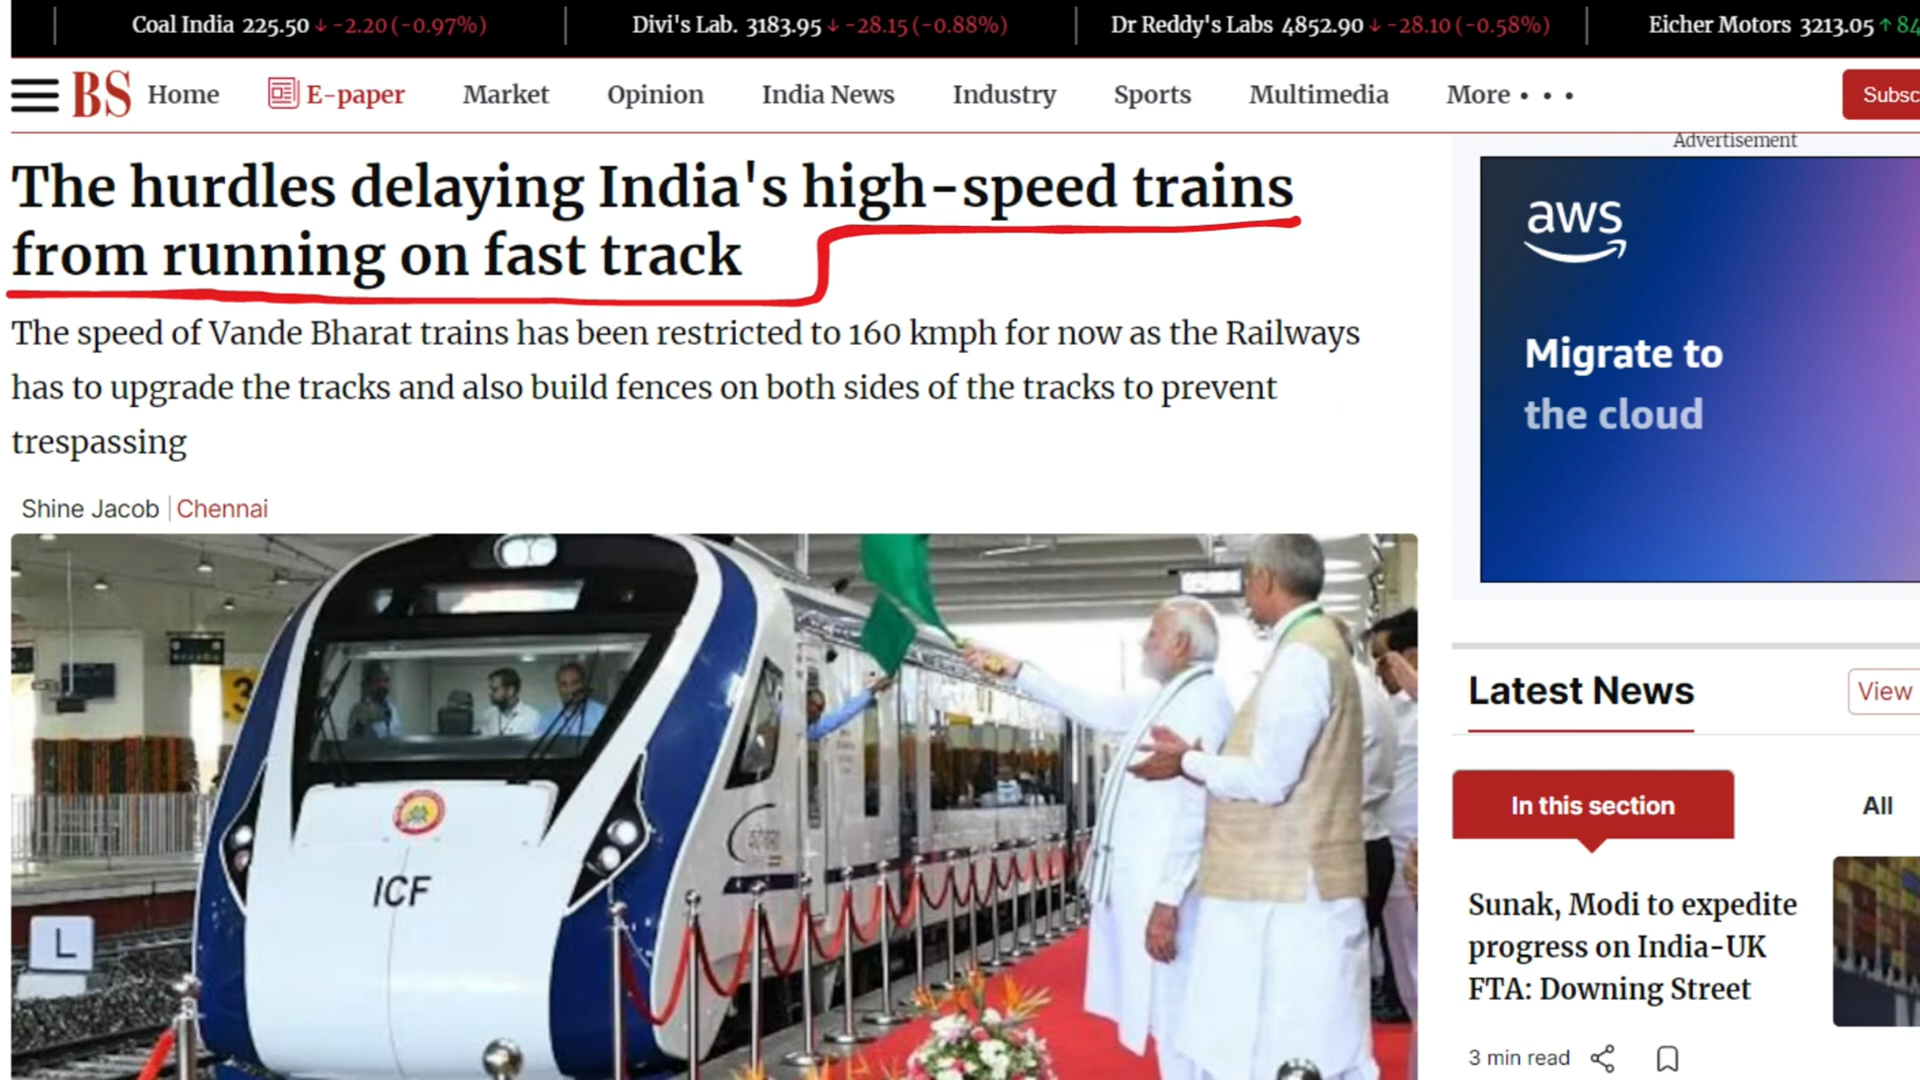 Coal India 225.50 ↓ -2.20 (-0.97%)
Divi's Lab. 3183.95 ↓ -28.15 (-0.88%)
Dr Reddy's Labs 4852.90 ↓ -28.10 (-0.58%)
Eicher Motors 3213.05 ↑ 84
BS Home E-paper Market Opinion India News Industry Sports Multimedia More • • •
Subsc
The hurdles delaying India's high-speed trains
from running on fast track
The speed of Vande Bharat trains has been restricted to 160 kmph for now as the Railways
has to upgrade the tracks and also build fences on both sides of the tracks to prevent
trespassing
Shine Jacob | Chennai
3
ICF
L
Advertisement
aws
Migrate to
the cloud
Latest News
View
In this section
All
Sunak, Modi to expedite
progress on India-UK
FTA: Downing Street
3 min read